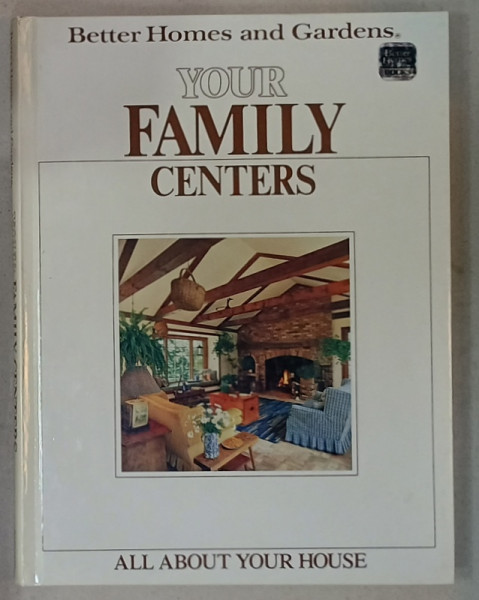 Better Homes and Gardens®
YOUR
FAMILY
CENTERS
ALL ABOUT YOUR HOUSE